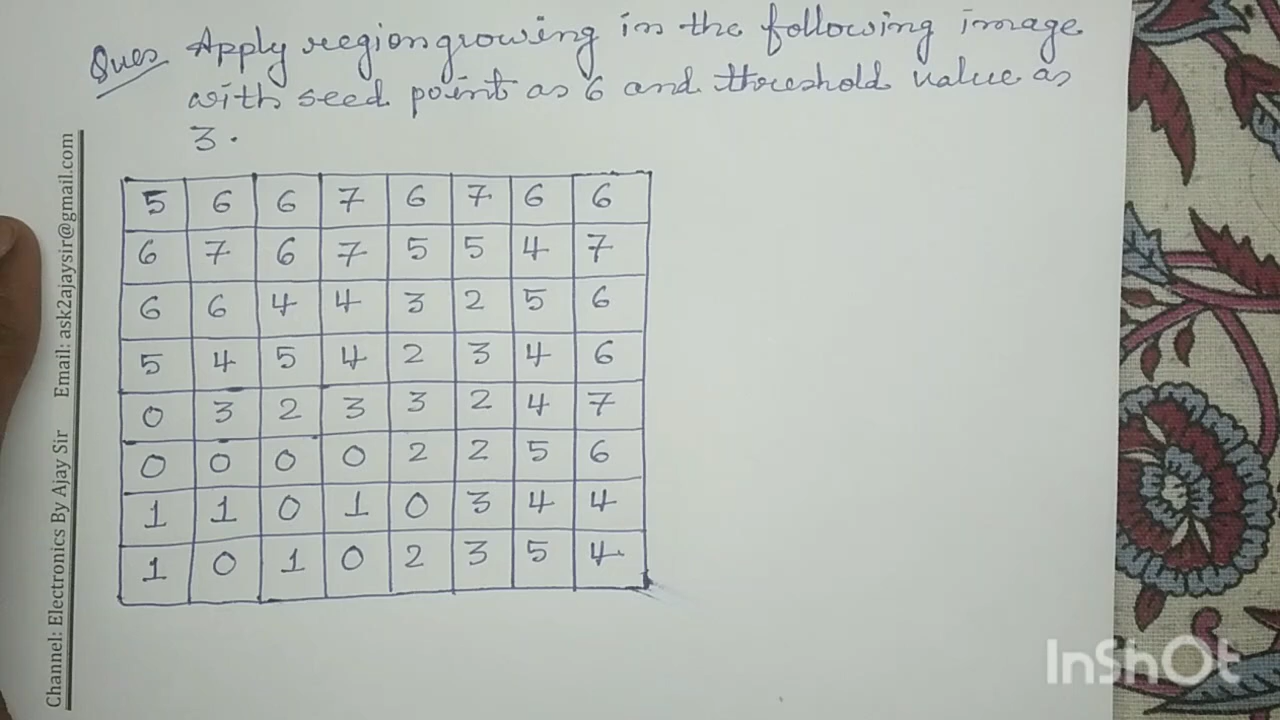 Ques Apply region growing in the following image
with seed point as 6 and threshold value as
3.
5 6 6 7 6 7 6 6
6 7 6 7 5 5 4 7
6 6 4 4 3 2 5 6
5 4 5 4 2 3 4 6
0 3 2 3 3 2 4 7
0 0 0 0 2 2 5 6
1 1 0 1 0 3 4 4
1 0 1 0 2 3 5 4
Channel: Electronics By Ajay Sir Email: ask2ajaysir@gmail.com
InShOt